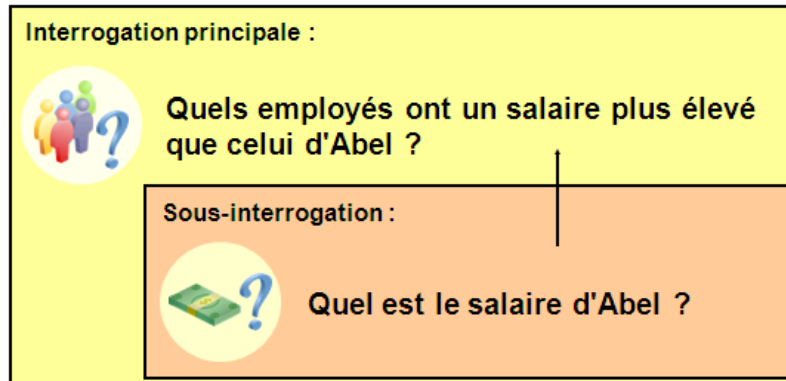 Interrogation principale :
Quels employés ont un salaire plus élevé
que celui d'Abel ?
Sous-interrogation :
Quel est le salaire d'Abel ?